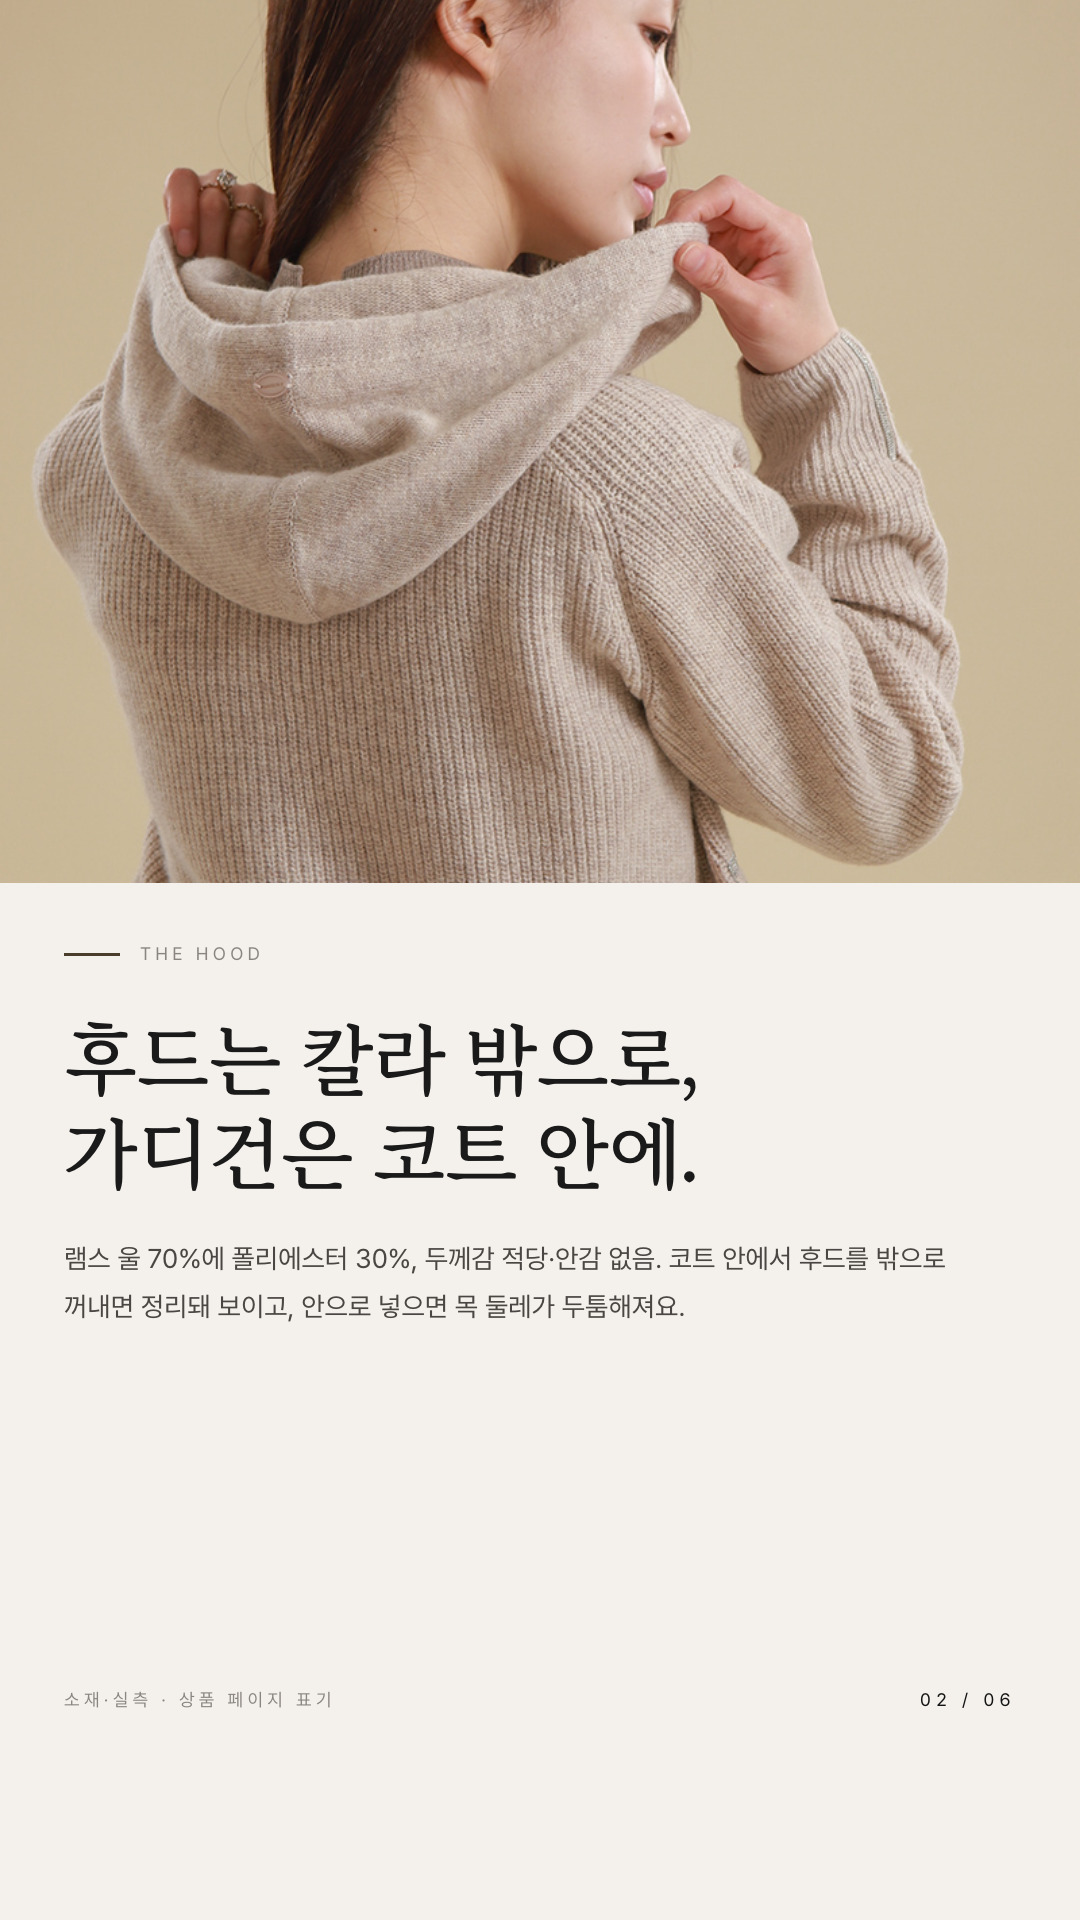 THE HOOD
후드는 칼라 밖으로,
가디건은 코트 안에.
램스 울 70%에 폴리에스터 30%, 두께감 적당·안감 없음. 코트 안에서 후드를 밖으로
꺼내면 정리돼 보이고, 안으로 넣으면 목 둘레가 두툼해져요.
소재·실측 · 상품 페이지 표기
02 / 06